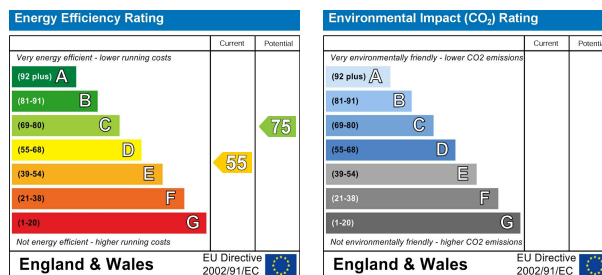 Energy Efficiency Rating
Current Potential
Very energy efficient - lower running costs
(92 plus) A
(81-91) B
(69-80) C
75
(55-68) D
55
(39-54) E
(21-38) F
(1-20) G
Not energy efficient - higher running costs
England & Wales
EU Directive
2002/91/EC
Environmental Impact (CO₂) Rating
Current Potential
Very environmentally friendly - lower CO2 emissions
(92 plus) A
(81-91) B
(69-80) C
(55-68) D
(39-54) E
(21-38) F
(1-20) G
Not environmentally friendly - higher CO2 emissions
England & Wales
EU Directive
2002/91/EC